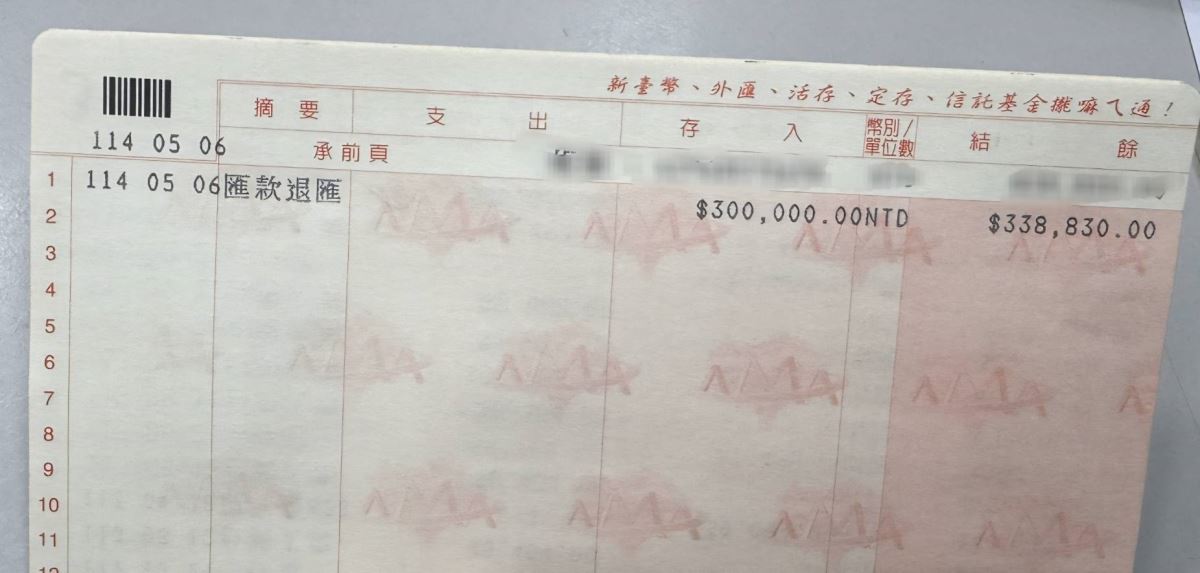 新臺幣、外匯、活存、定存、信託基金攏嘛ㄟ通！
摘要 支出 存入 幣別/單位數 結餘
114 05 06 承前頁
1 114 05 06匯款退匯 $300,000.00NTD $338,830.00
2
3
4
5
6
7
8
9
10
11
12